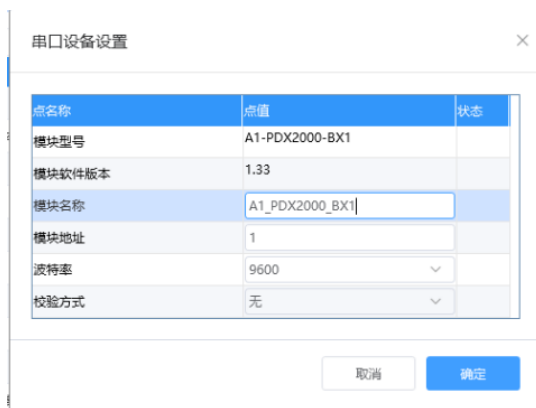 串口设备设置
点名称 点值 状态
模块型号 A1-PDX2000-BX1
模块软件版本 1.33
模块名称 A1_PDX2000_BX1
模块地址 1
波特率 9600
校验方式 无
取消 确定